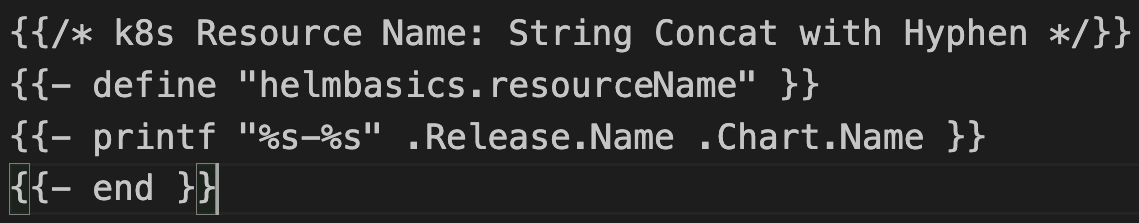 {{/* k8s Resource Name: String Concat with Hyphen */}}
{{- define "helmbasics.resourceName" }}
{{- printf "%s-%s" .Release.Name .Chart.Name }}
{{- end }}